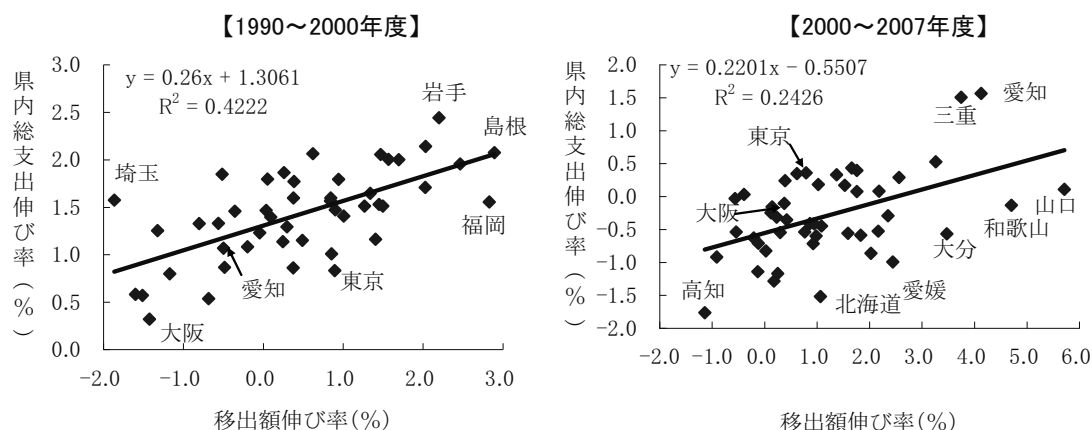 【1990～2000年度】
県内総支出伸び率(%)
3.0
2.5
2.0
1.5
1.0
0.5
0.0
y = 0.26x + 1.3061
R² = 0.4222
岩手
島根
埼玉
福岡
愛知
東京
大阪
-2.0 -1.0 0.0 1.0 2.0 3.0
移出額伸び率(%)
【2000～2007年度】
県内総支出伸び率(%)
2.0
1.5
1.0
0.5
0.0
−0.5
−1.0
−1.5
−2.0
y = 0.2201x − 0.5507
R² = 0.2426
愛知
三重
東京
大阪
山口
和歌山
大分
愛媛
高知
北海道
-2.0 -1.0 0.0 1.0 2.0 3.0 4.0 5.0 6.0
移出額伸び率(%)